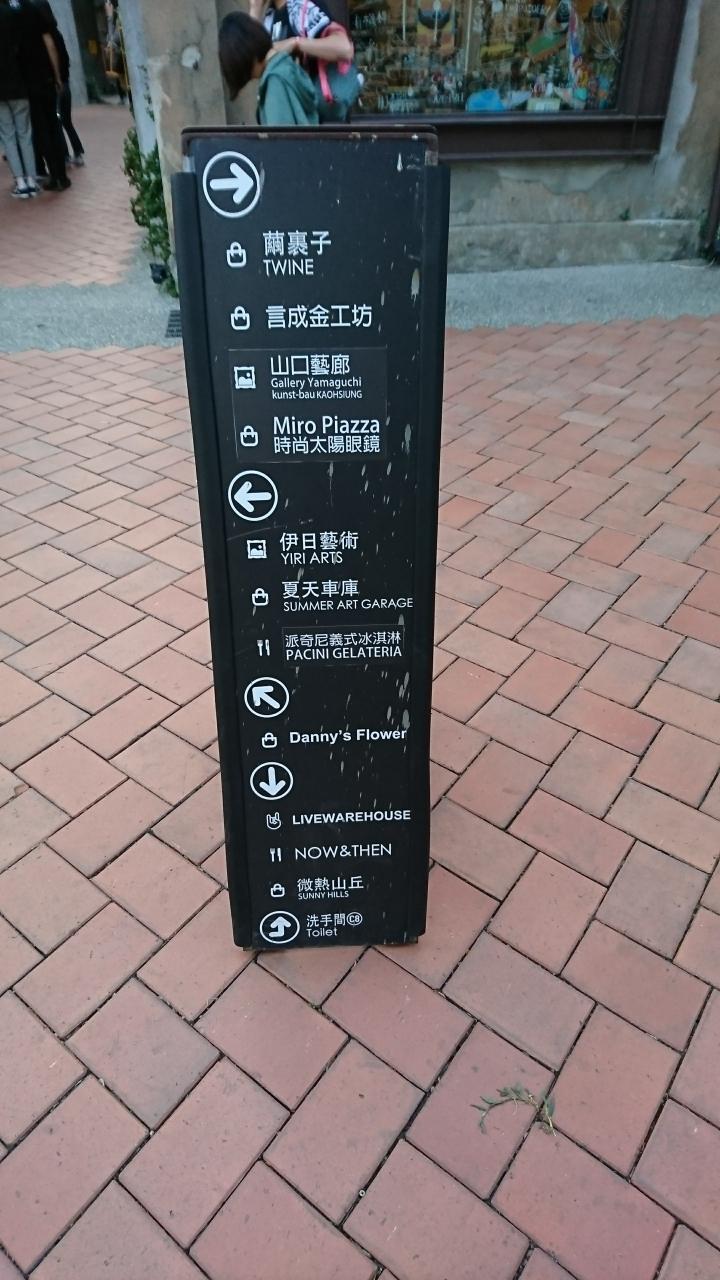 繭裹子
TWINE
言成金工坊
山口藝廊
Gallery Yamaguchi
kunst-bau KAOHSIUNG
Miro Piazza
時尚太陽眼鏡
伊日藝術
YIRI ARTS
夏天車庫
SUMMER ART GARAGE
派奇尼義式冰淇淋
PACINI GELATERIA
Danny's Flower
LIVEWAREHOUSE
NOW&THEN
微熱山丘
SUNNY HILLS
洗手間 C8
Toilet